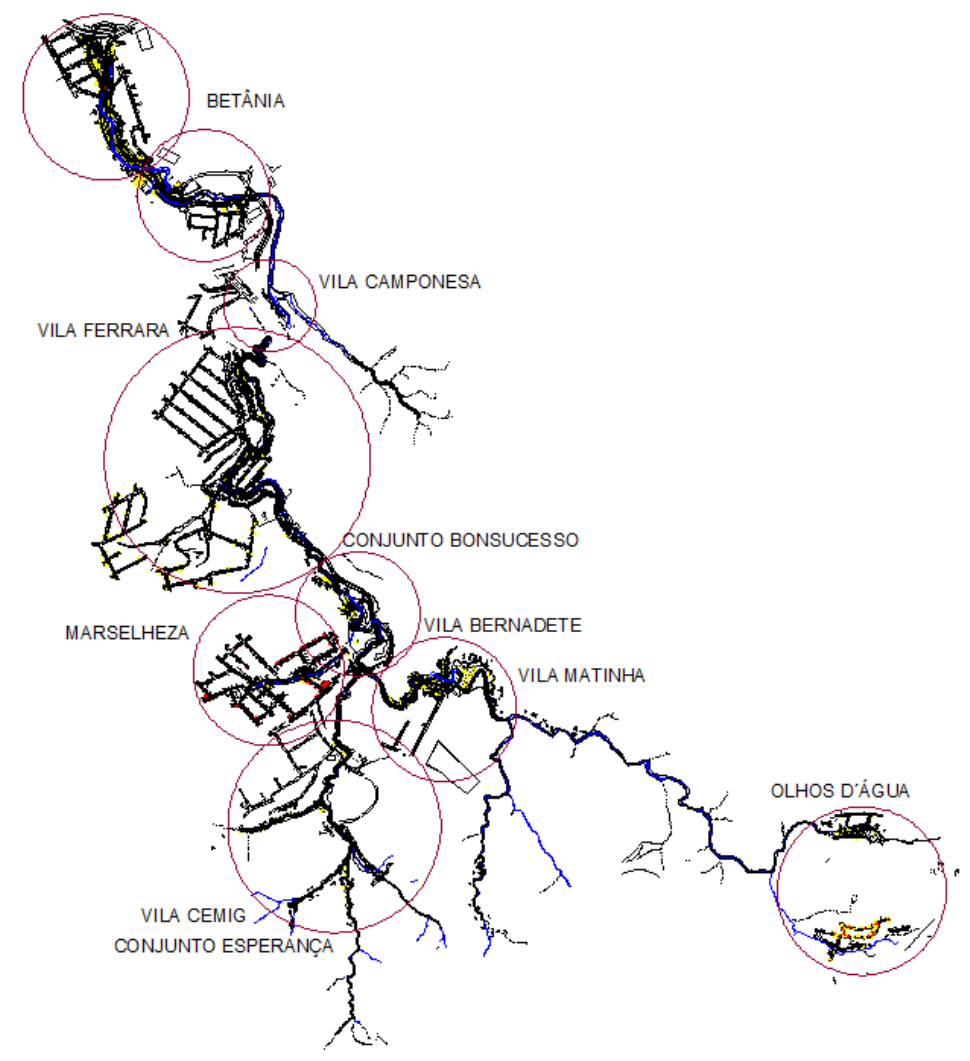 BETÂNIA
VILA CAMPONESA
VILA FERRARA
CONJUNTO BONSUCESSO
VILA BERNADETE
MARSELHEZA
VILA MATINHA
OLHOS D´ÁGUA
VILA CEMIG
CONJUNTO ESPERANÇA